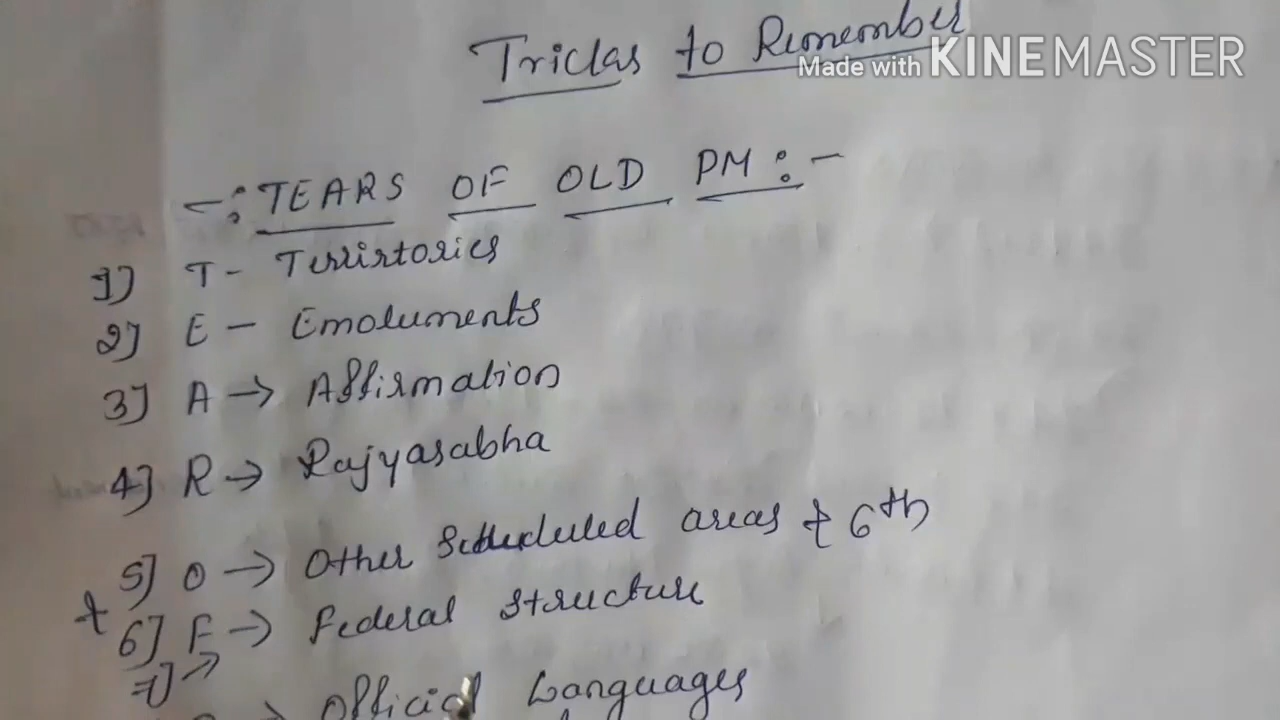 Tricks to Remember
Made with KINEMASTER
-: TEARS OF OLD PM :-
1] T - Terristories
2] E - Emoluments
3] A → Affirmation
4] R → Rajyasabha
5] O → Other Scheduled areas & 6th
+ 6] F → Federal Structure
7] →
→ Official Languages